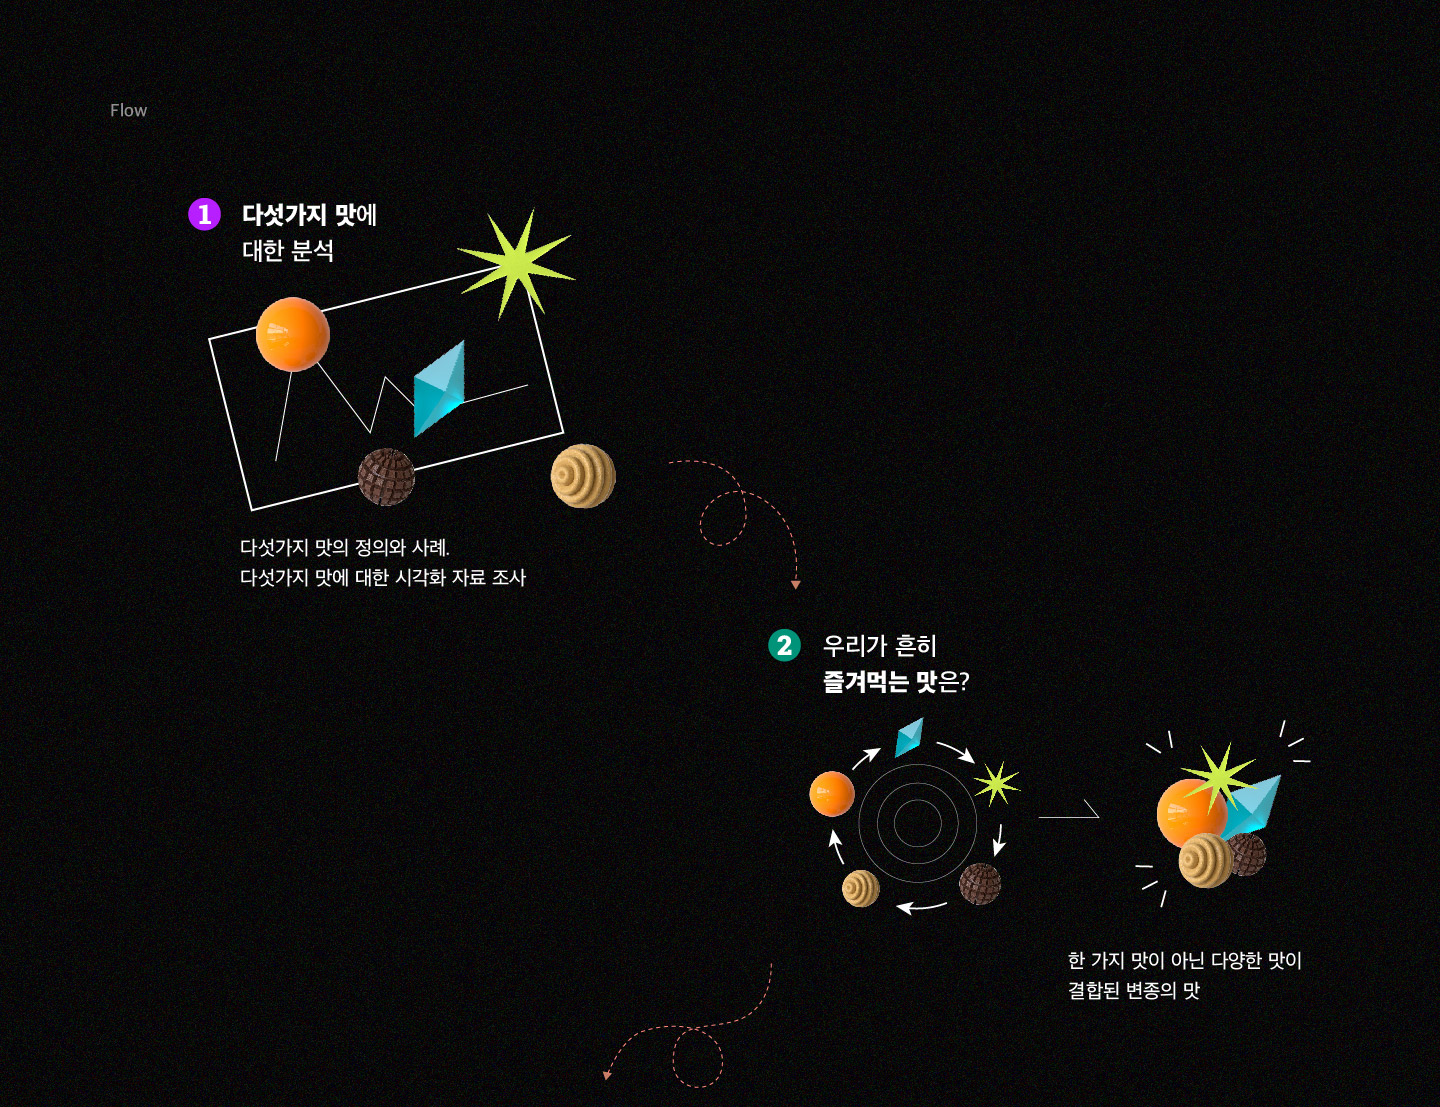 Flow
1 다섯가지 맛에
대한 분석
다섯가지 맛의 정의와 사례.
다섯가지 맛에 대한 시각화 자료 조사
2 우리가 흔히
즐겨먹는 맛은?
한 가지 맛이 아닌 다양한 맛이
결합된 변종의 맛